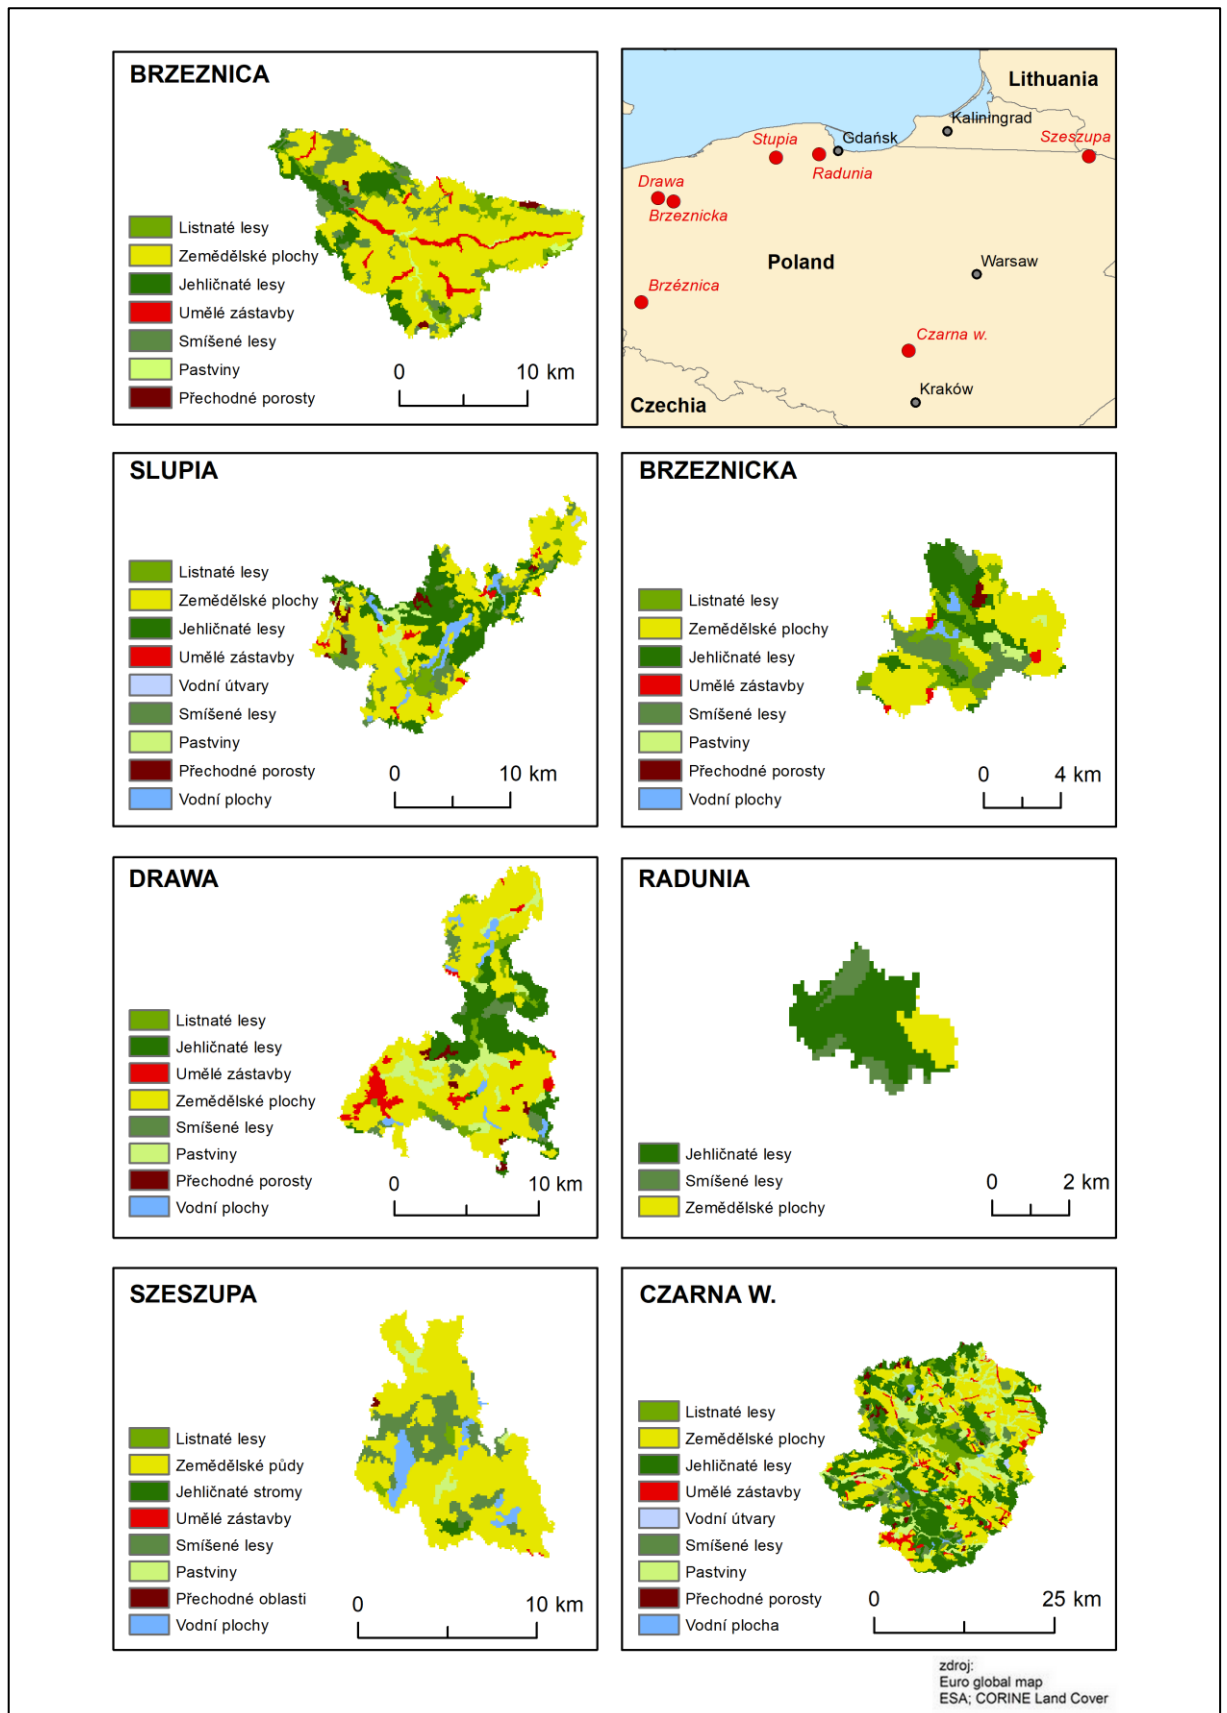 BRZEZNICA
Listnaté lesy
Zemědělské plochy
Jehličnaté lesy
Umělé zástavby
Smíšené lesy
Pastviny
Přechodné porosty
0 10 km
Lithuania
Kaliningrad
Gdańsk
Szeszupa
Stupia
Radunia
Drawa
Brzeznicka
Poland
Warsaw
Brzéznica
Czarna w.
Kraków
Czechia
SLUPIA
Listnaté lesy
Zemědělské plochy
Jehličnaté lesy
Umělé zástavby
Vodní útvary
Smíšené lesy
Pastviny
Přechodné porosty
Vodní plochy
0 10 km
BRZEZNICKA
Listnaté lesy
Zemědělské plochy
Jehličnaté lesy
Umělé zástavby
Smíšené lesy
Pastviny
Přechodné porosty
Vodní plochy
0 4 km
DRAWA
Listnaté lesy
Jehličnaté lesy
Umělé zástavby
Zemědělské plochy
Smíšené lesy
Pastviny
Přechodné porosty
Vodní plochy
0 10 km
RADUNIA
Jehličnaté lesy
Smíšené lesy
Zemědělské plochy
0 2 km
SZESZUPA
Listnaté lesy
Zemědělské půdy
Jehličnaté stromy
Umělé zástavby
Smíšené lesy
Pastviny
Přechodné oblasti
Vodní plochy
0 10 km
CZARNA W.
Listnaté lesy
Zemědělské plochy
Jehličnaté lesy
Umělé zástavby
Vodní útvary
Smíšené lesy
Pastviny
Přechodné porosty
Vodní plocha
0 25 km
zdroj:
Euro global map
ESA; CORINE Land Cover